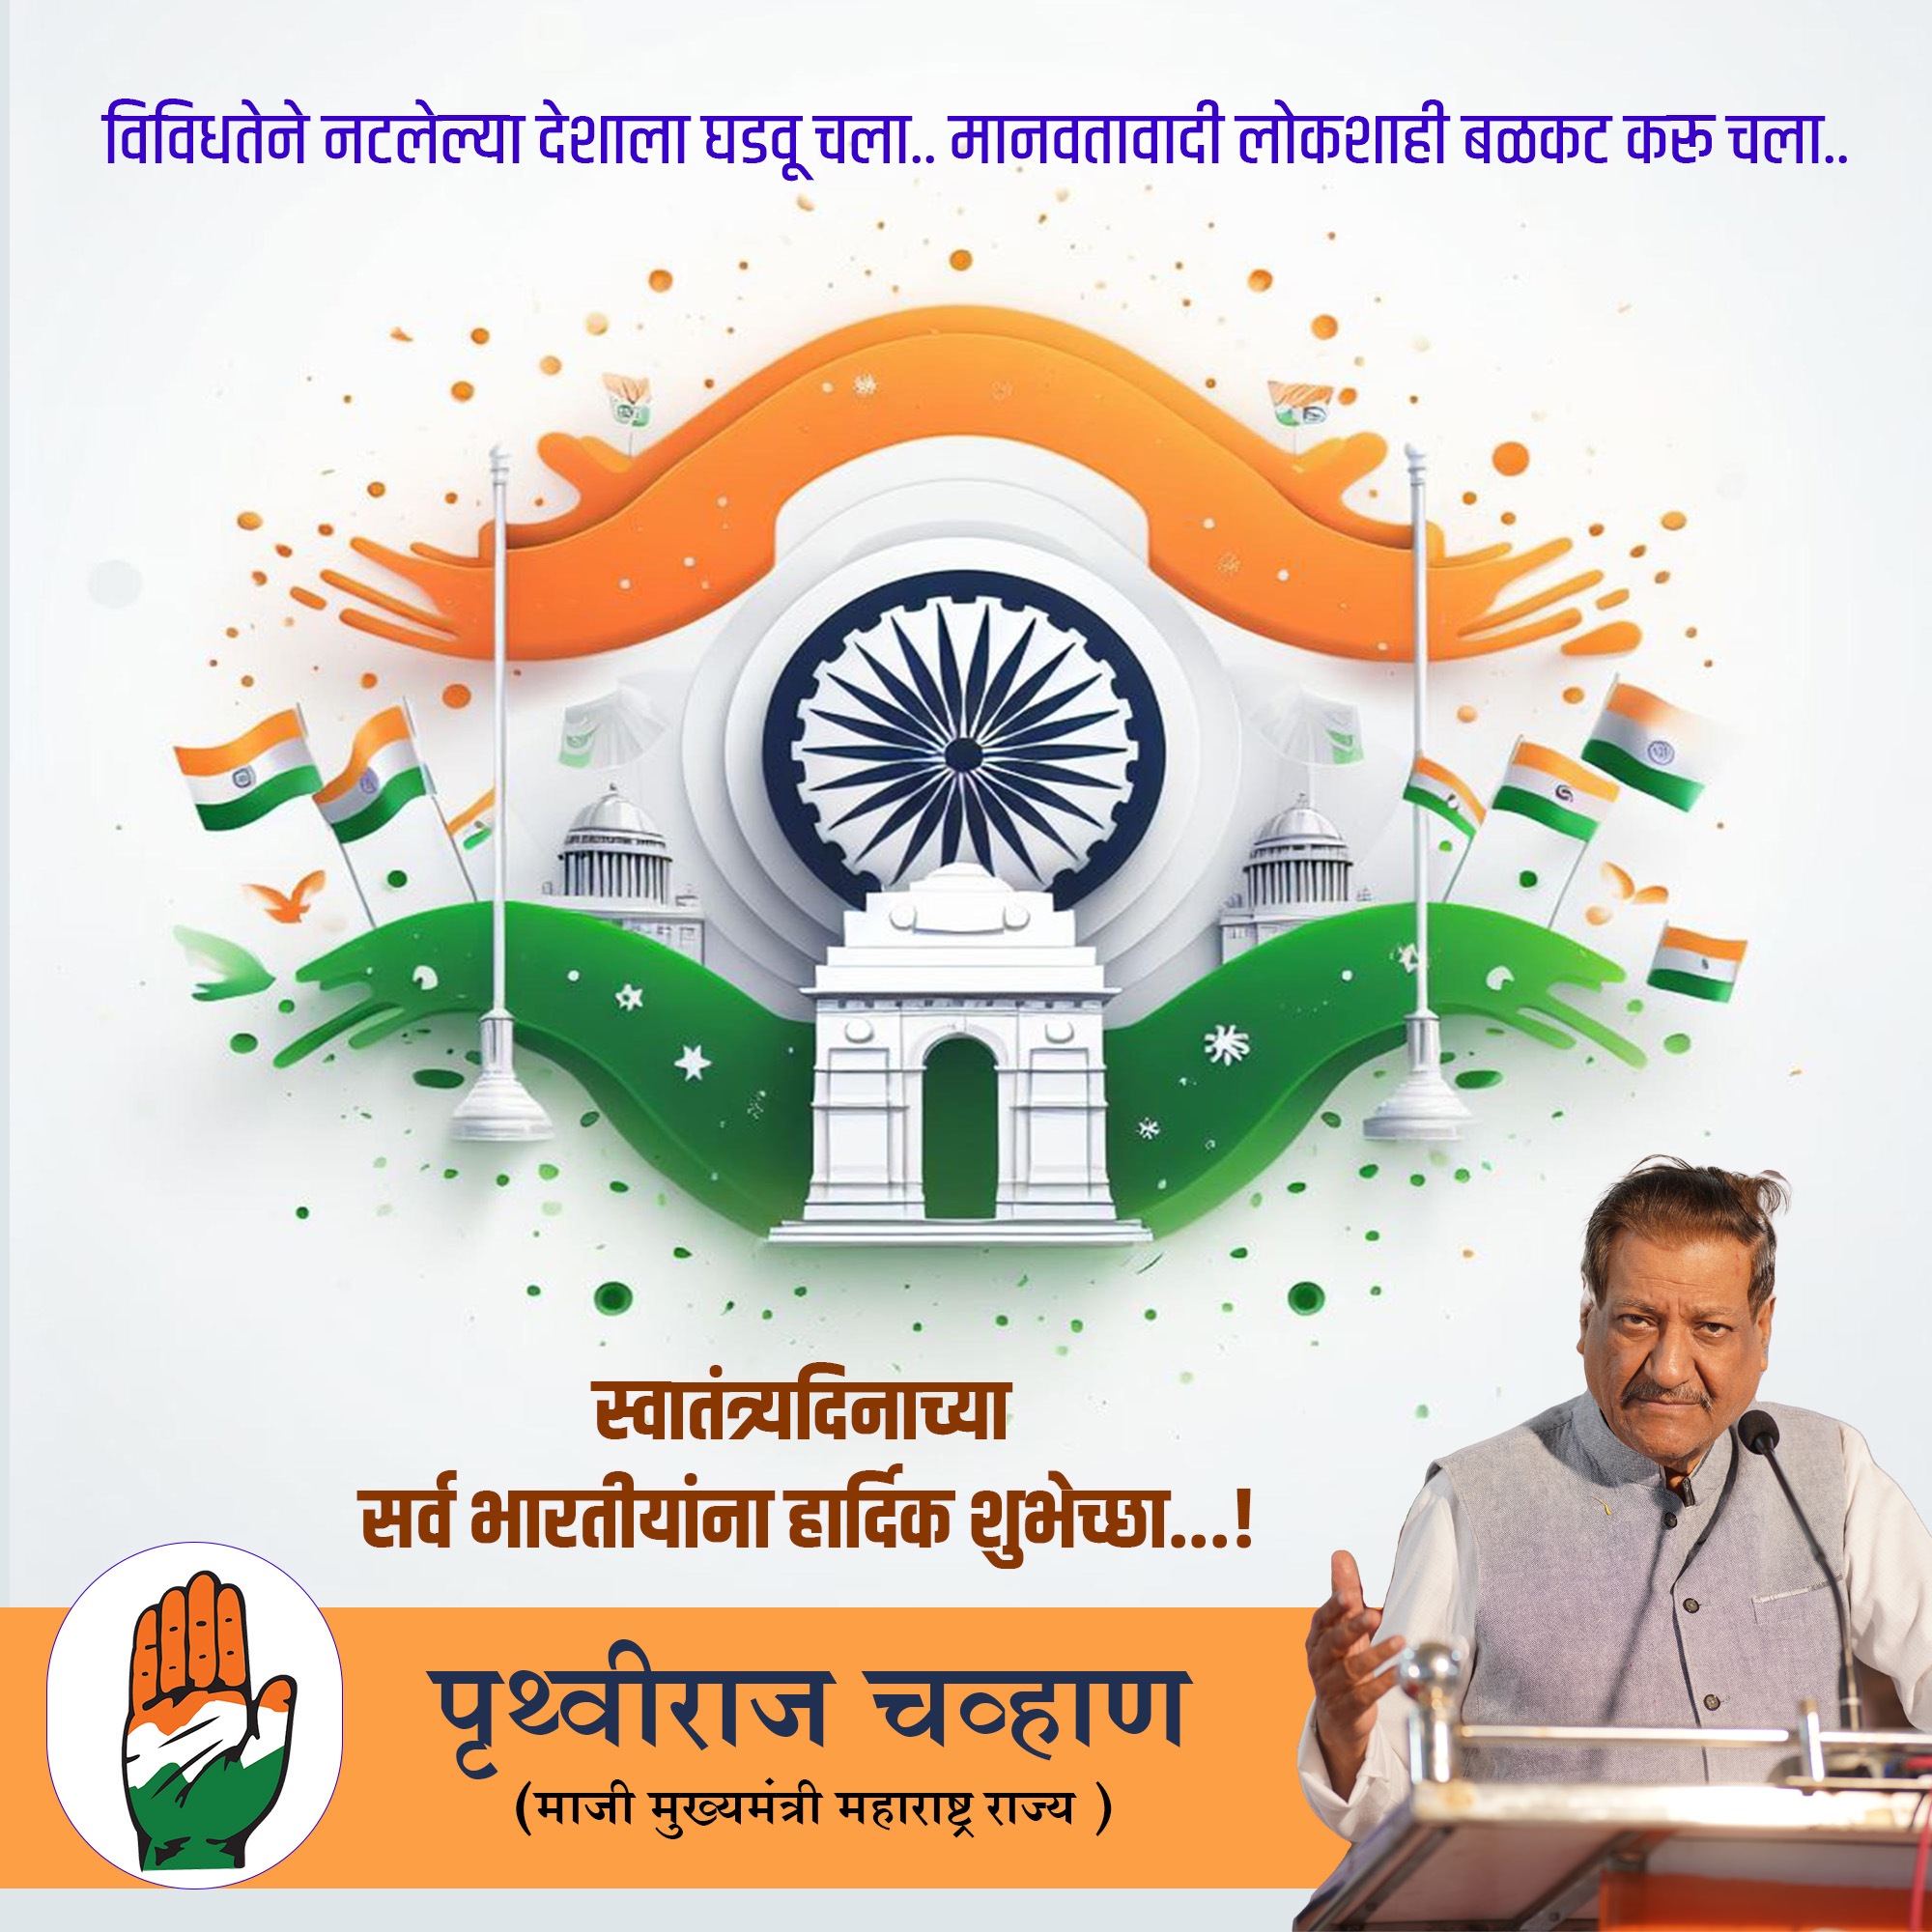 विविधतेने नटलेल्या देशाला घडवू चला.. मानवतावादी लोकशाही बळकट करू चला..
स्वातंत्र्यदिनाच्या
सर्व भारतीयांना हार्दिक शुभेच्छा...!
पृथ्वीराज चव्हाण
(माजी मुख्यमंत्री महाराष्ट्र राज्य )